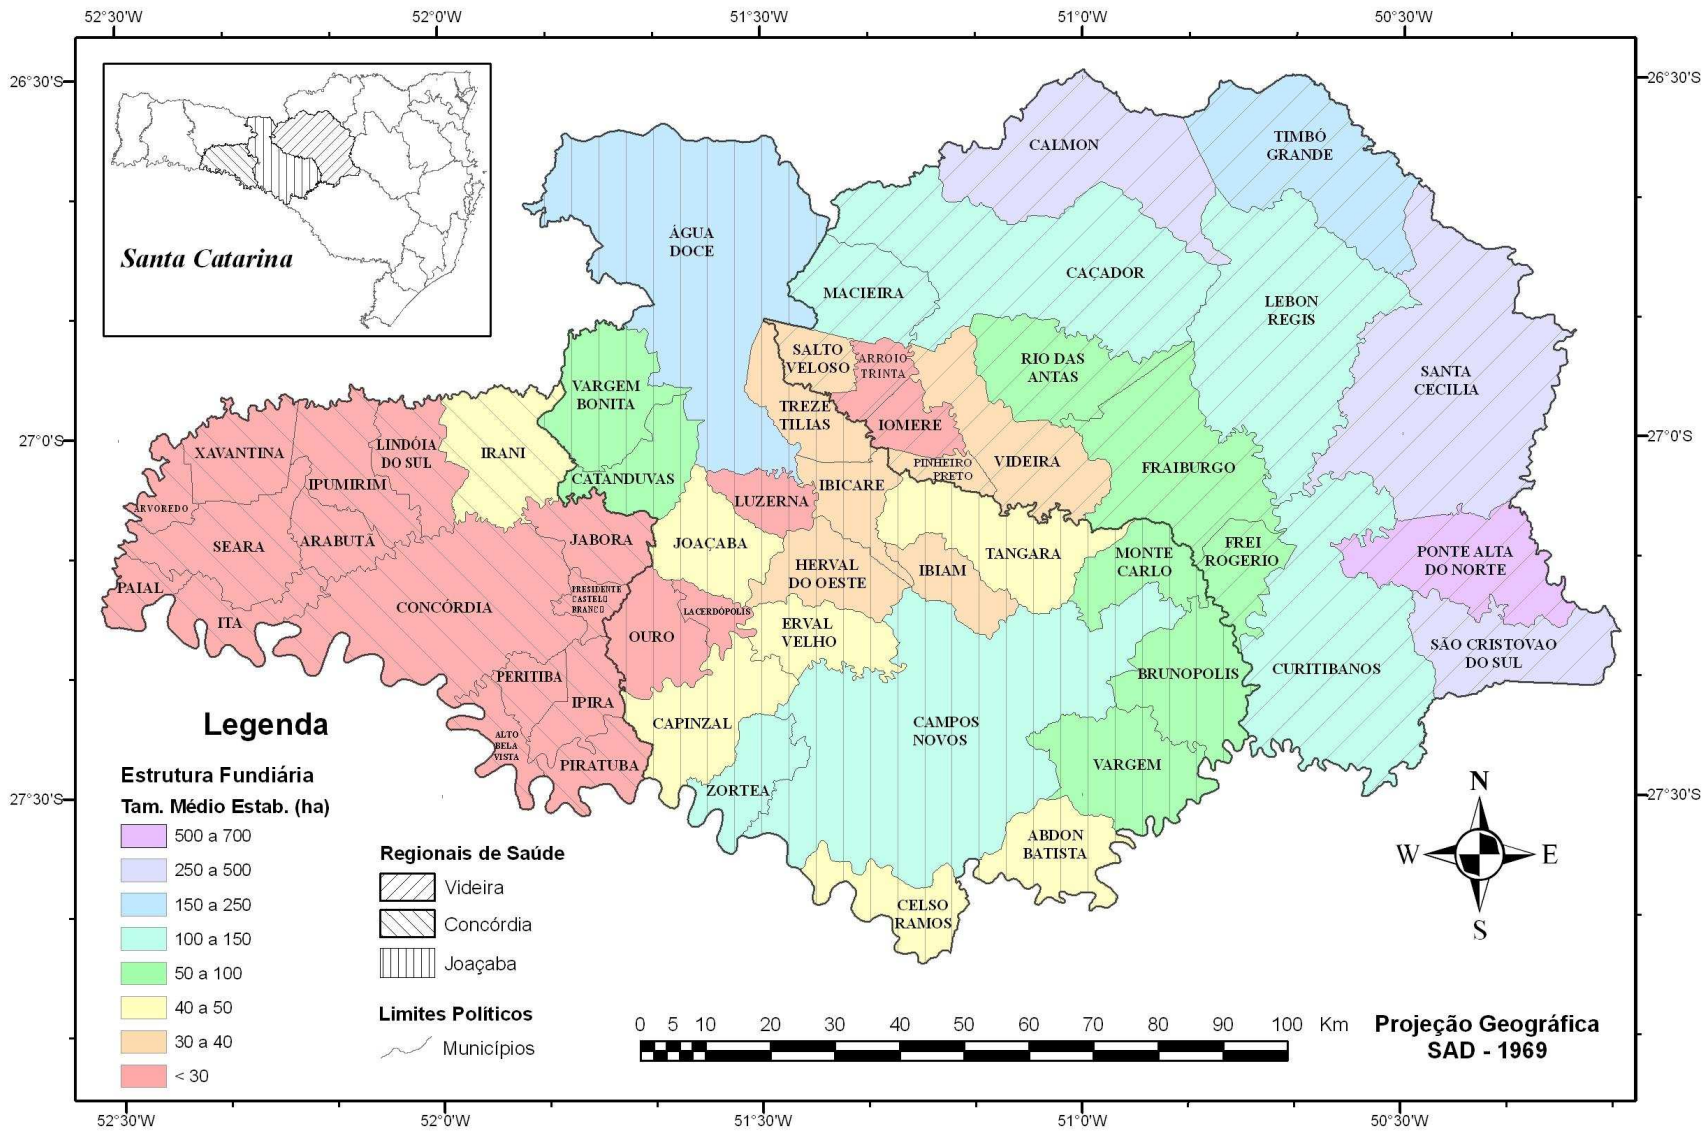 52°30'W
52°0'W
51°30'W
51°0'W
50°30'W
26°30'S
26°30'S
Santa Catarina
CALMON
TIMBÓ
GRANDE
ÁGUA
DOCE
CAÇADOR
MACIEIRA
LEBON
REGIS
SALTO
VELOSO
ARROIO
TRINTA
RIO DAS
ANTAS
SANTA
CECILIA
VARGEM
BONITA
TREZE
TILIAS
IOMERE
27°0'S
27°0'S
XAVANTINA
LINDÓIA
DO SUL
IRANI
IPUMIRIM
CATANDUVAS
IBICARE
PINHEIRO
PRETO
VIDEIRA
FRAIBURGO
ARVOREDO
LUZERNA
SEARA
ARABUTÃ
JABORA
JOAÇABA
TANGARA
MONTE
CARLO
FREI
ROGERIO
PONTE ALTA
DO NORTE
HERVAL
DO OESTE
IBIAM
PAIAL
ITA
CONCÓRDIA
PRESIDENTE
CASTELO
BRANCO
LACERDÓPOLIS
OURO
ERVAL
VELHO
SÃO CRISTOVAO
DO SUL
CURITIBANOS
BRUNOPOLIS
PERITIBA
IPIRA
CAPINZAL
CAMPOS
NOVOS
ALTO
BELA
VISTA
PIRATUBA
VARGEM
ZORTEA
27°30'S
27°30'S
ABDON
BATISTA
CELSO
RAMOS
Legenda
Estrutura Fundiária
Tam. Médio Estab. (ha)
500 a 700
250 a 500
150 a 250
100 a 150
50 a 100
40 a 50
30 a 40
< 30
Regionais de Saúde
Videira
Concórdia
Joaçaba
Limites Políticos
Municípios
N
W
E
S
0 5 10 20 30 40 50 60 70 80 90 100 Km
Projeção Geográfica
SAD - 1969
52°30'W
52°0'W
51°30'W
51°0'W
50°30'W